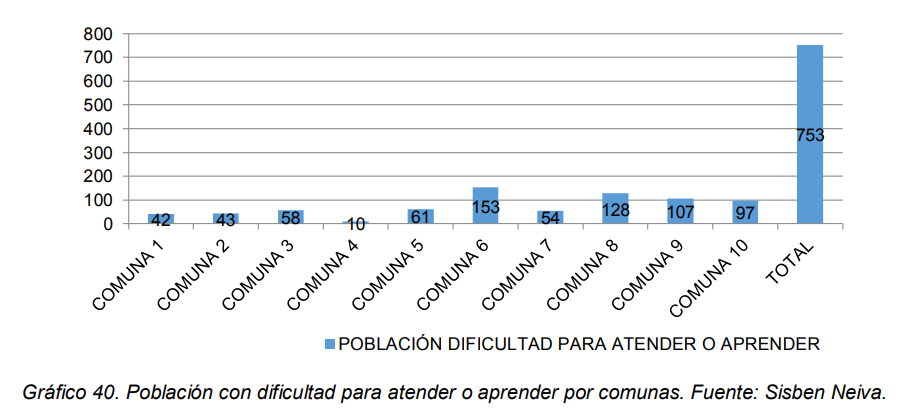 800
700
600
500
400
300
200
100
0
42
43
58
10
61
153
54
128
107
97
753
COMUNA 1
COMUNA 2
COMUNA 3
COMUNA 4
COMUNA 5
COMUNA 6
COMUNA 7
COMUNA 8
COMUNA 9
COMUNA 10
TOTAL
POBLACIÓN DIFICULTAD PARA ATENDER O APRENDER
Gráfico 40. Población con dificultad para atender o aprender por comunas. Fuente: Sisben Neiva.